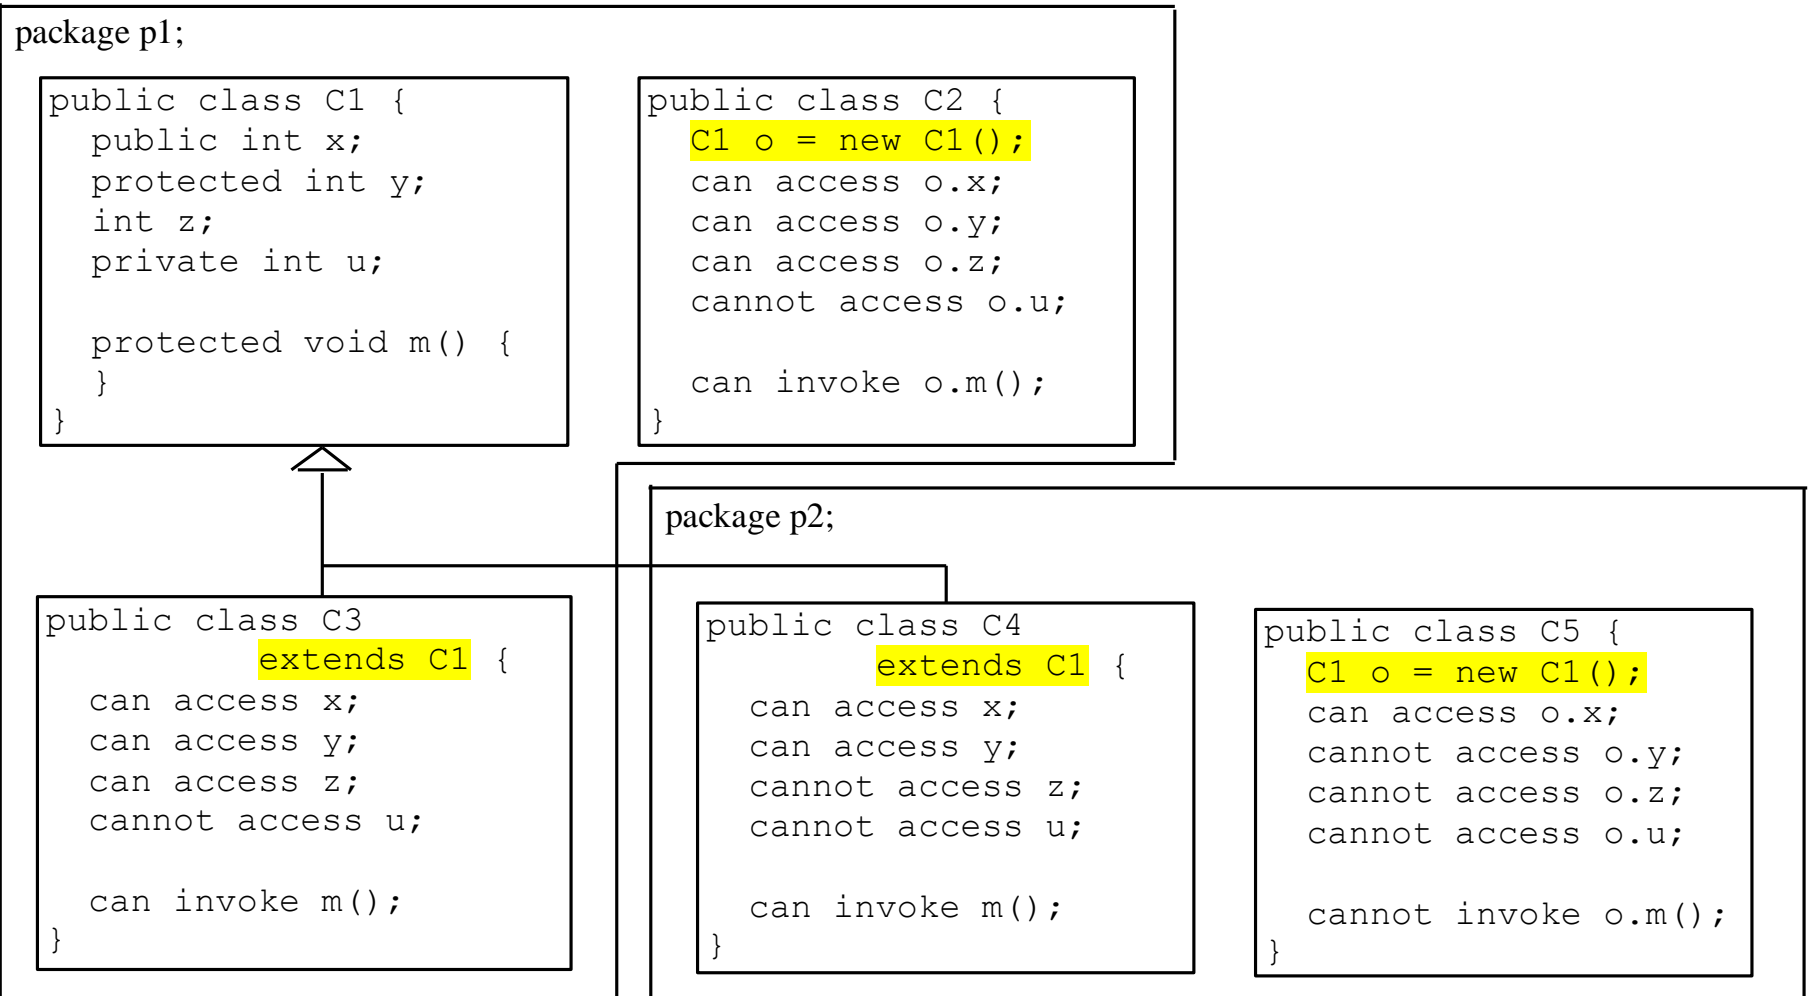 package p1;
public class C1 {
public int x;
protected int y;
int z;
private int u;
protected void m() {
}
}
public class C2 {
C1 o = new C1();
can access o.x;
can access o.y;
can access o.z;
cannot access o.u;
can invoke o.m();
}
public class C3
extends C1 {
can access x;
can access y;
can access z;
cannot access u;
can invoke m();
}
package p2;
public class C4
extends C1 {
can access x;
can access y;
cannot access z;
cannot access u;
can invoke m();
}
public class C5 {
C1 o = new C1();
can access o.x;
cannot access o.y;
cannot access o.z;
cannot access o.u;
cannot invoke o.m();
}